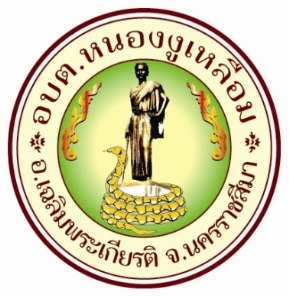 อบต.หนองงูเหลือม
อ.เฉลิมพระเกียรติ จ.นครราชสีมา